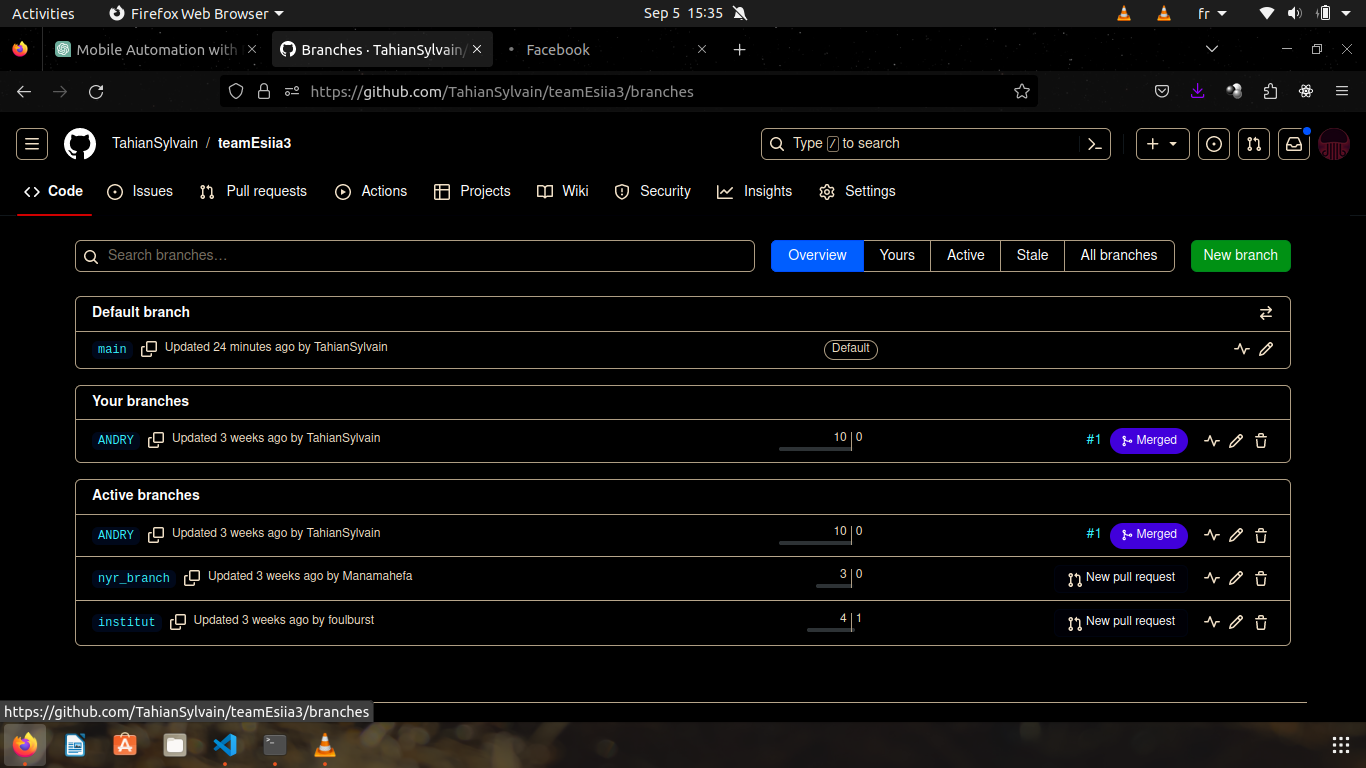 Activities Firefox Web Browser Sep 5 15:35 fr
Mobile Automation with Branches · TahianSylvain/ • Facebook
https://github.com/TahianSylvain/teamEsiia3/branches
TahianSylvain / teamEsiia3 Type / to search
Code Issues Pull requests Actions Projects Wiki Security Insights Settings
Search branches... Overview Yours Active Stale All branches New branch
Default branch
main Updated 24 minutes ago by TahianSylvain Default
Your branches
ANDRY Updated 3 weeks ago by TahianSylvain 10 0 #1 Merged
Active branches
ANDRY Updated 3 weeks ago by TahianSylvain 10 0 #1 Merged
nyr_branch Updated 3 weeks ago by Manamahefa 3 0 New pull request
institut Updated 3 weeks ago by foulburst 4 1 New pull request
https://github.com/TahianSylvain/teamEsiia3/branches